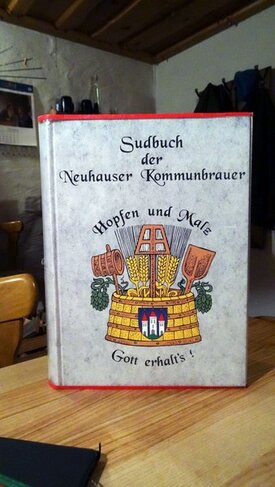 Sudbuch
der
Neuhauser Kommunbrauer
Hopfen und Malz
Gott erhalt's !